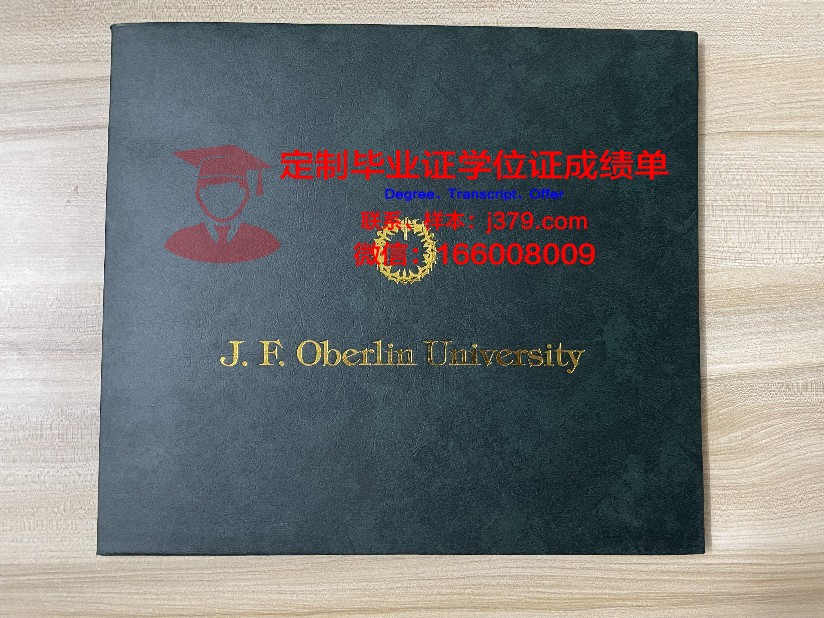 定制毕业证学位证成绩单
Degree、Transcript、Offer
联系、样本：j379.com
微信：166008009
J. F. Oberlin University